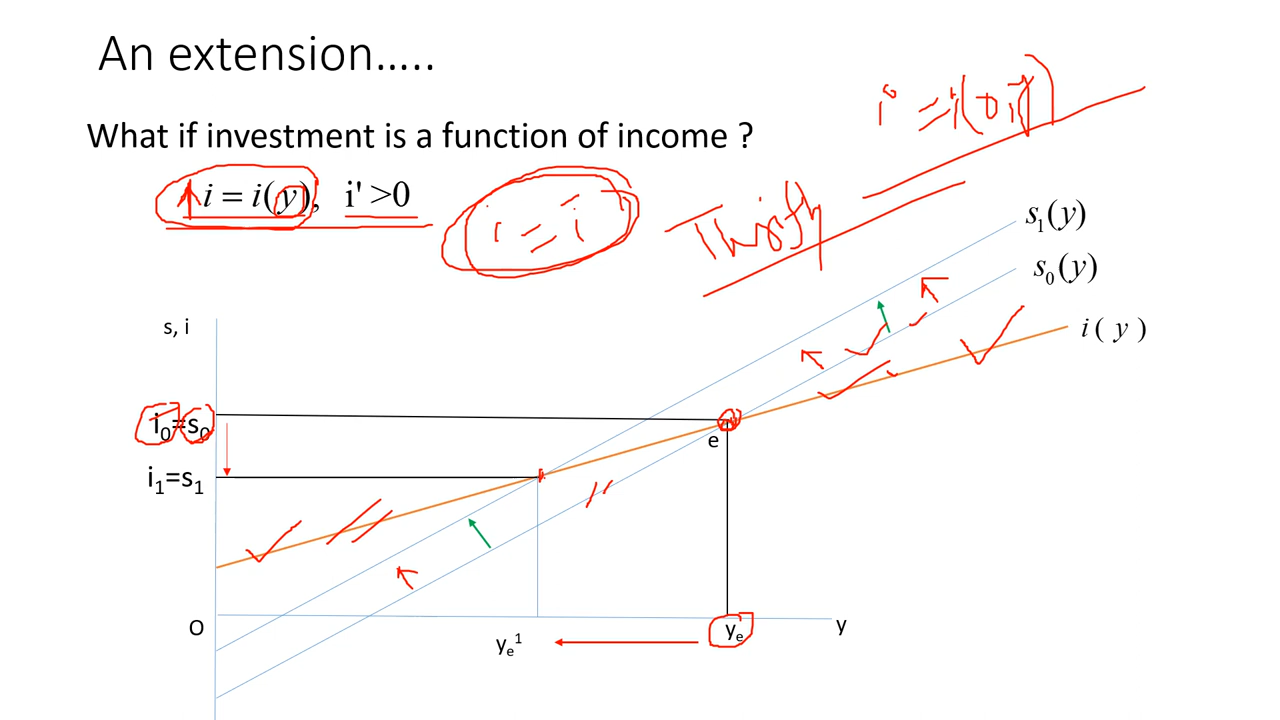 An extension…..
What if investment is a function of income ?
i = i(y), i' >0
i = i
Thrift
s₁(y)
s₀(y)
i ( y )
s, i
i₀=s₀
e
i₁=s₁
O
yₑ¹
yₑ
y